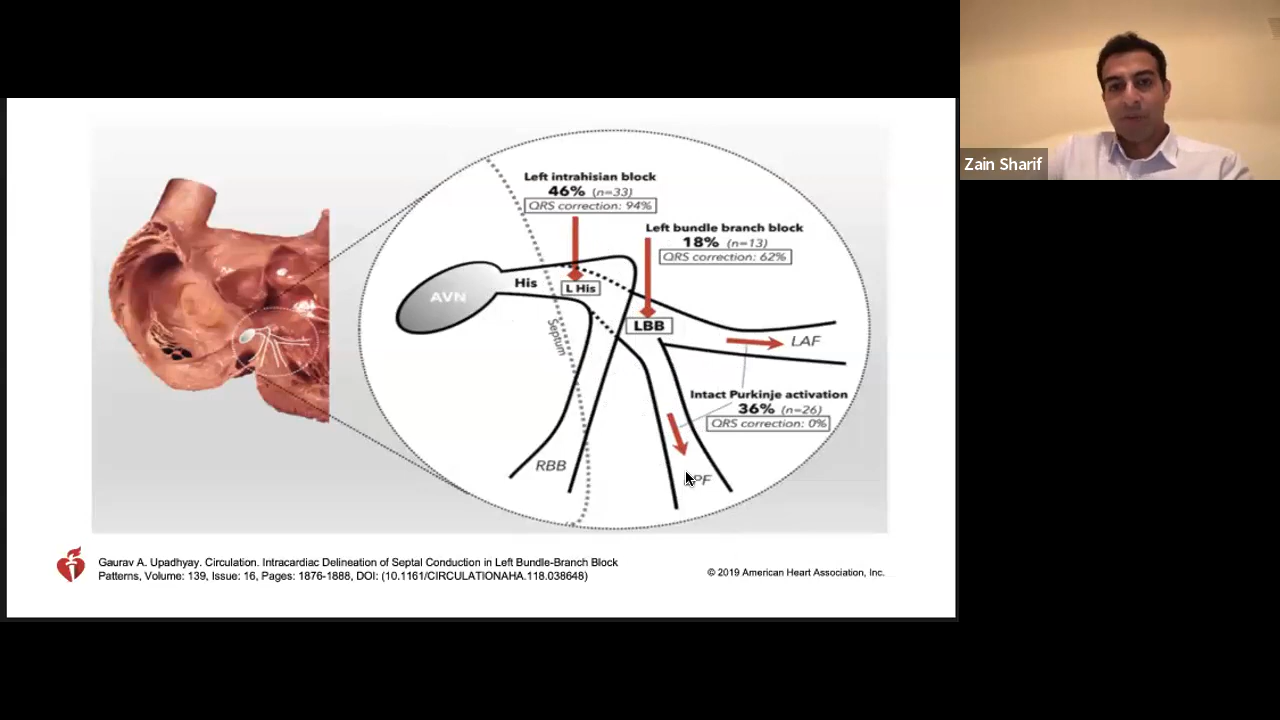 Zain Sharif
Left intrahisian block
46% (n=33)
QRS correction: 94%
Left bundle branch block
18% (n=13)
QRS correction: 62%
AVN
His
L His
LBB
Septum
LAF
Intact Purkinje activation
36% (n=26)
QRS correction: 0%
RBB
PF
Gaurav A. Upadhyay. Circulation. Intracardiac Delineation of Septal Conduction in Left Bundle-Branch Block
Patterns, Volume: 139, Issue: 16, Pages: 1876-1888, DOI: (10.1161/CIRCULATIONAHA.118.038648)
© 2019 American Heart Association, Inc.